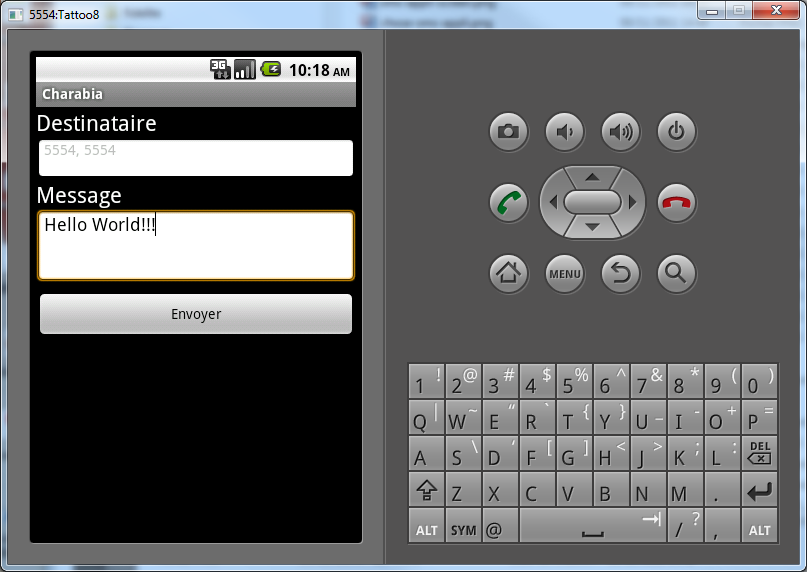 5554:Tattoo8
3G
10:18 AM
Charabia
Destinataire
5554, 5554
Message
Hello World!!!
Envoyer
MENU
1 ! 2 @ 3 # 4 $ 5 % 6 ^ 7 & 8 * 9 ( 0 )
Q | W ~ E “ R ` T { Y } U _ I - O + P =
A S \ D ‘ F [ G ] H < J > K ; L : DEL
Z X C V B N M .
ALT SYM @ / ? , ALT